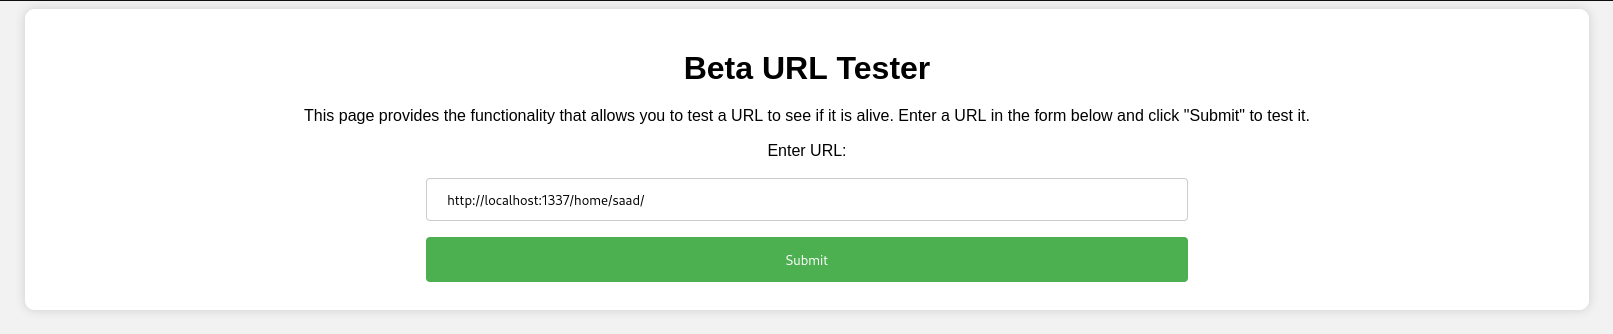 Beta URL Tester
This page provides the functionality that allows you to test a URL to see if it is alive. Enter a URL in the form below and click "Submit" to test it.
Enter URL:
http://localhost:1337/home/saad/
Submit